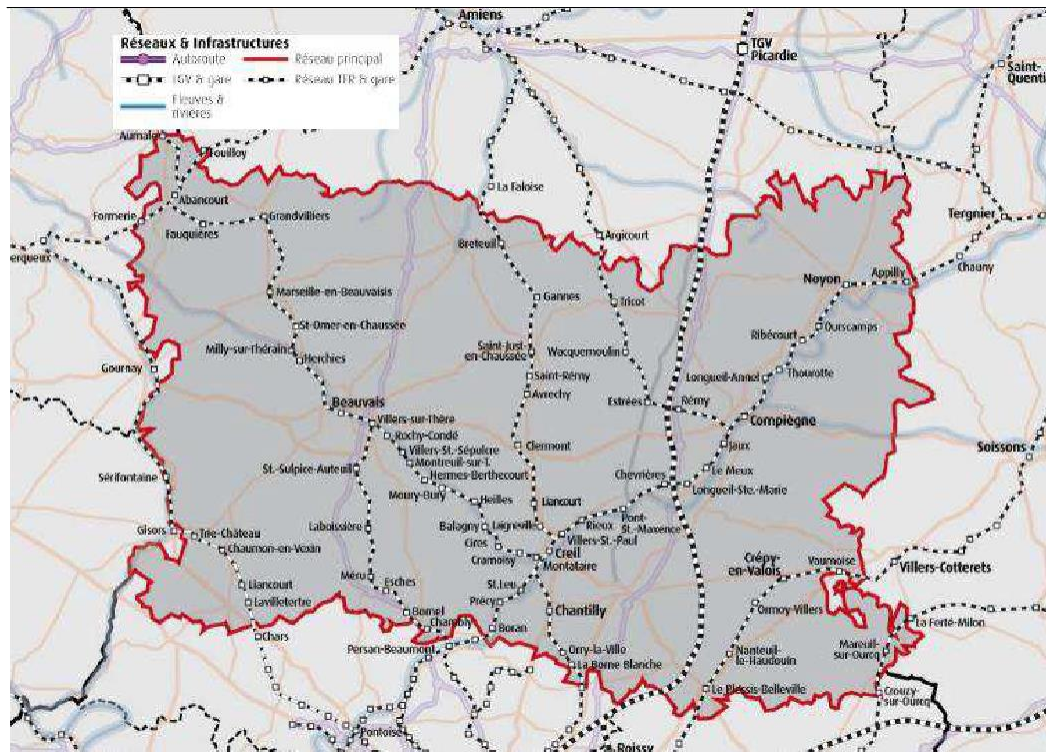 Amiens
Réseaux & Infrastructures
Autoroute
Réseau principal
TGV & gare
Réseau TER & gare
Fleuves &
rivières
TGV
Picardie
Saint-
Quenti
Aumale
Abancourt
La Faloise
Formerie
Grandvilliers
Fouquières
Tergnier
Argicourt
Breteuil
Chauny
Appilly
Noyon
Marseille-en-Beauvaisis
Gannes
Tricot
St-Omer-en-Chaussée
Ourscamps
Ribécourt
Milly-sur-Thérain
Herchies
Saint-Just-
en-Chaussée
Wacquemoulin
Gournay
Saint-Rémy
Longueil-Annel
Thourotte
Avrechy
Estrées
Rémy
Beauvais
Villers-sur-Thère
Compiègne
Rochy-Condé
Clermont
Jaux
Soissons
Villers-St.-Sépulcre
Montreuil-sur-T.
St.-Sulpice-Auteuil
Hermes-Berthecourt
Chevrières
Le Meux
Sérifontaine
Longueil-Ste.-Marie
Mouy-Bury
Heilles
Liancourt
Gisors
Trie-Château
Laboissière
Balagny
Laigneville
Rieux
Pont-
St.-Maxence
Villers-St.-Paul
Chaumon-en-Vexin
Cires
Creil
Cramoisy
Montataire
Crépy-
en-Valois
Vaumoise
Villers-Cotterets
Liancourt
Méru
Esches
St.Leu
Lavilletertre
Précy
Chantilly
Ormoy-Villers
Bornel
Chambly
La Ferté-Milon
Chars
Boran
Persan-Beaumont
Orry-la-Ville
La Borne Blanche
Nanteuil-
le-Haudouin
Mareuil-
sur-Ourcq
Le Plessis-Belleville
Crouzy-
sur-Ourcq
Pontoise
Roissy